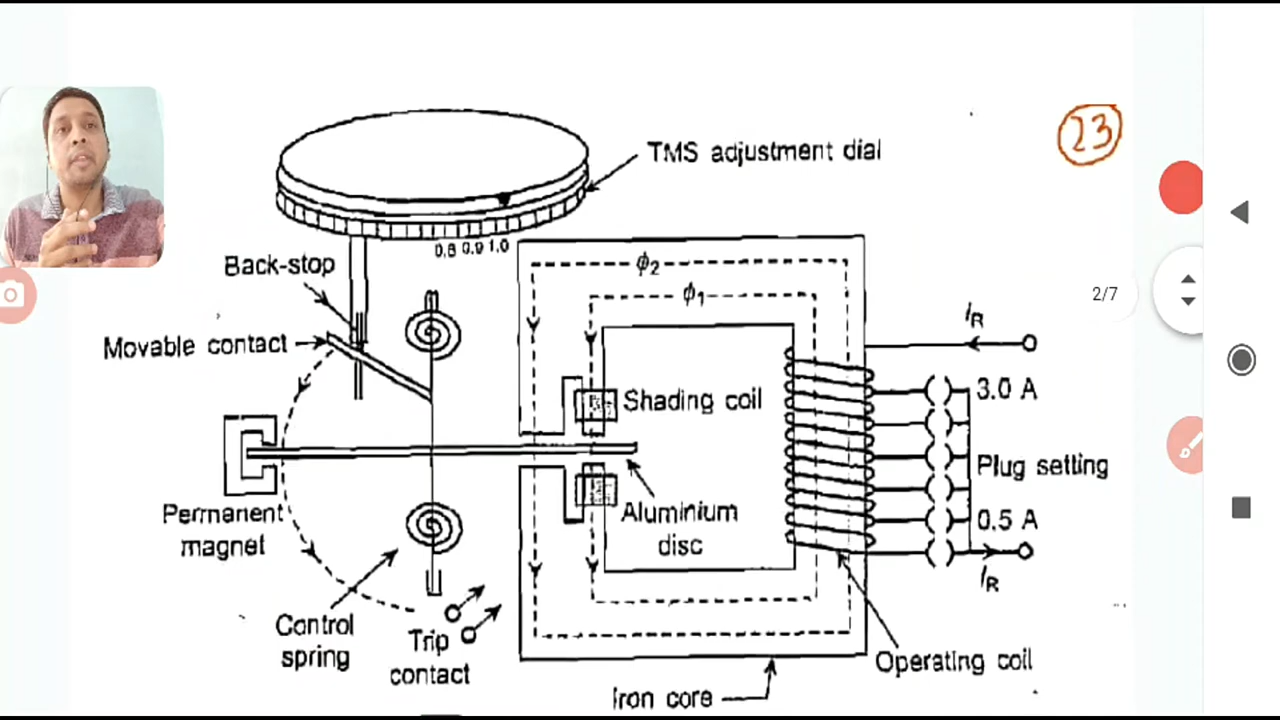 23
TMS adjustment dial
0.8 0.9 1.0
Back-stop
ϕ2
ϕ1
2/7
IR
Movable contact
3.0 A
Shading coil
Plug setting
Permanent
magnet
Aluminium
disc
0.5 A
IR
Control
spring
Trip
contact
Operating coil
Iron core